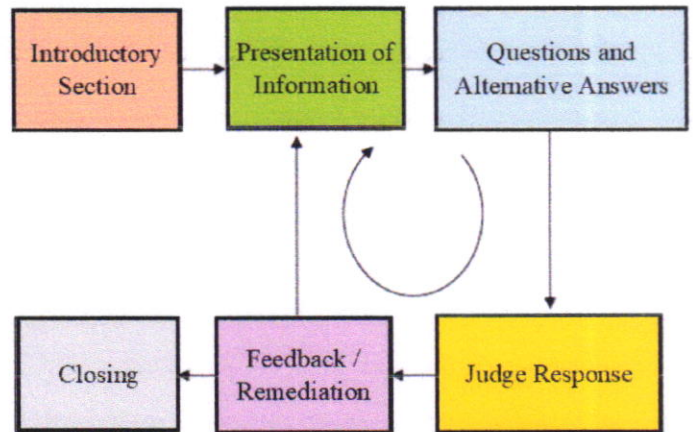 Introductory
Section
Presentation of
Information
Questions and
Alternative Answers
Closing
Feedback /
Remediation
Judge Response